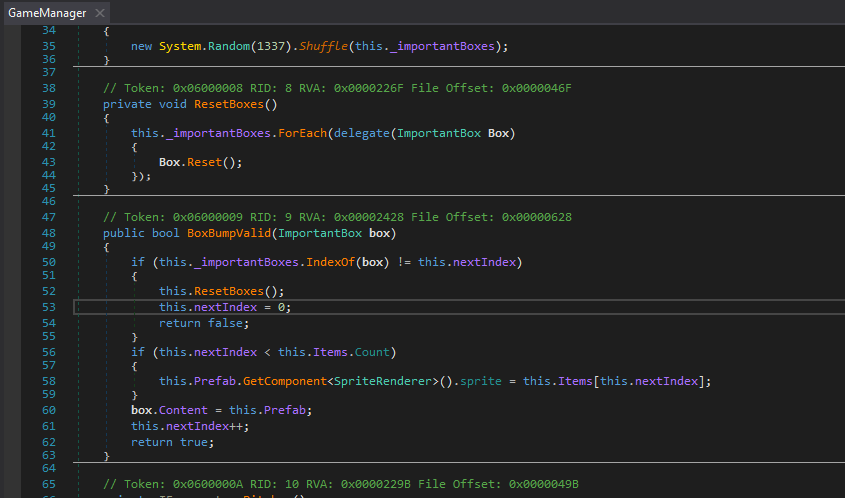 GameManager ×
34 {
35 new System.Random(1337).Shuffle(this._importantBoxes);
36 }
37
38 // Token: 0x06000008 RID: 8 RVA: 0x0000226F File Offset: 0x0000046F
39 private void ResetBoxes()
40 {
41 this._importantBoxes.ForEach(delegate(ImportantBox Box)
42 {
43 Box.Reset();
44 });
45 }
46
47 // Token: 0x06000009 RID: 9 RVA: 0x00002428 File Offset: 0x00000628
48 public bool BoxBumpValid(ImportantBox box)
49 {
50 if (this._importantBoxes.IndexOf(box) != this.nextIndex)
51 {
52 this.ResetBoxes();
53 this.nextIndex = 0;
54 return false;
55 }
56 if (this.nextIndex < this.Items.Count)
57 {
58 this.Prefab.GetComponent<SpriteRenderer>().sprite = this.Items[this.nextIndex];
59 }
60 box.Content = this.Prefab;
61 this.nextIndex++;
62 return true;
63 }
64
65 // Token: 0x0600000A RID: 10 RVA: 0x0000229B File Offset: 0x0000049B